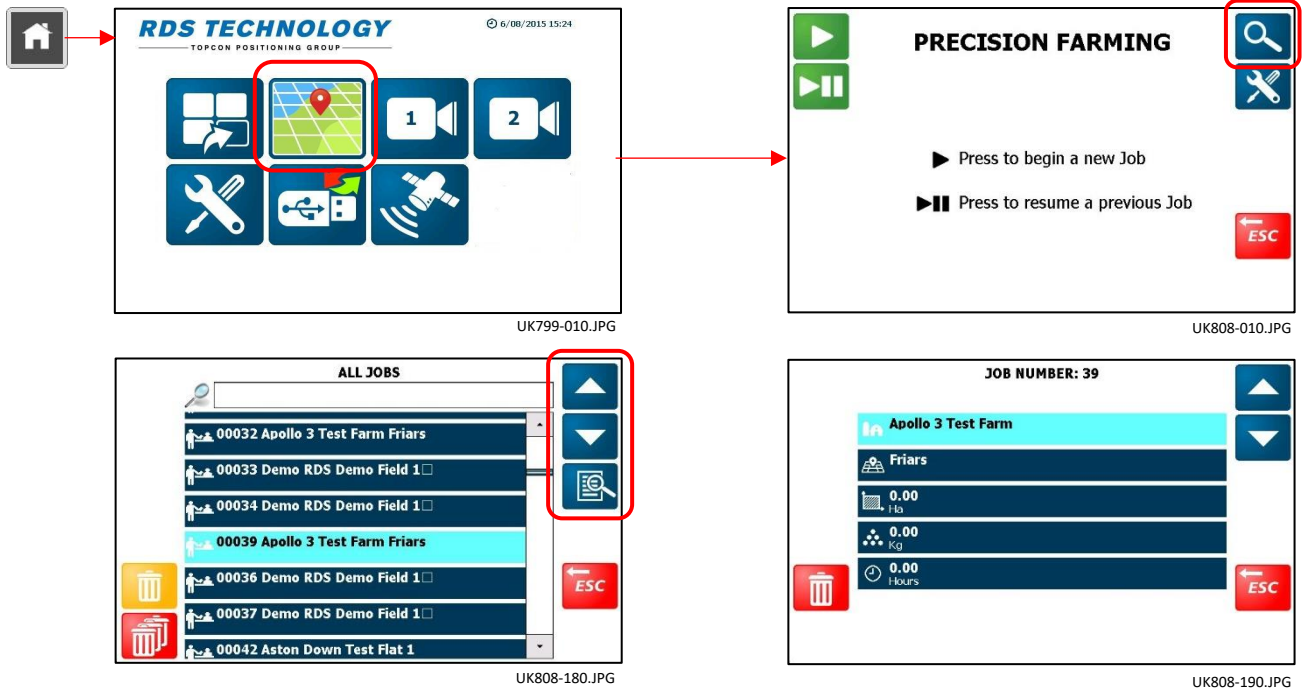 RDS TECHNOLOGY
TOPCON POSITIONING GROUP
6/08/2015 15:24
1
2
UK799-010.JPG
PRECISION FARMING
Press to begin a new Job
Press to resume a previous Job
ESC
UK808-010.JPG
ALL JOBS
00032 Apollo 3 Test Farm Friars
00033 Demo RDS Demo Field 1□
00034 Demo RDS Demo Field 1□
00039 Apollo 3 Test Farm Friars
00036 Demo RDS Demo Field 1□
00037 Demo RDS Demo Field 1□
00042 Aston Down Test Flat 1
ESC
UK808-180.JPG
JOB NUMBER: 39
Apollo 3 Test Farm
Friars
0.00
Ha
0.00
Kg
0.00
Hours
ESC
UK808-190.JPG